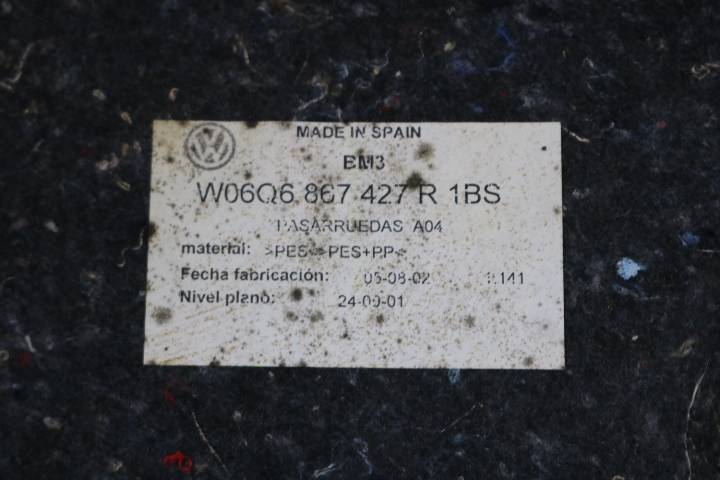 MADE IN SPAIN
BM3
W06Q6 867 427 R 1BS
PASARRUEDAS A04
material: >PES< >PES+PP<
Fecha fabricación: 05-08-02
Nivel plano: 24-09-01